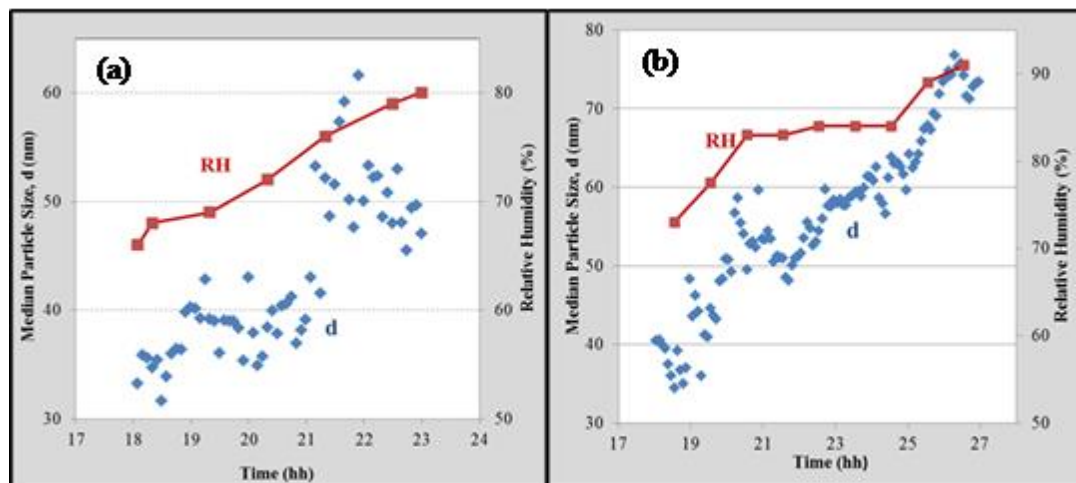 (a)
Median Particle Size, d (nm)
60
50
40
30
RH
d
80
70
60
50
Relative Humidity (%)
17 18 19 20 21 22 23 24
Time (hh)
(b)
Median Particle Size, d (nm)
80
70
60
50
40
30
RH
d
90
80
70
60
50
Relative Humidity (%)
17 19 21 23 25 27
Time (hh)